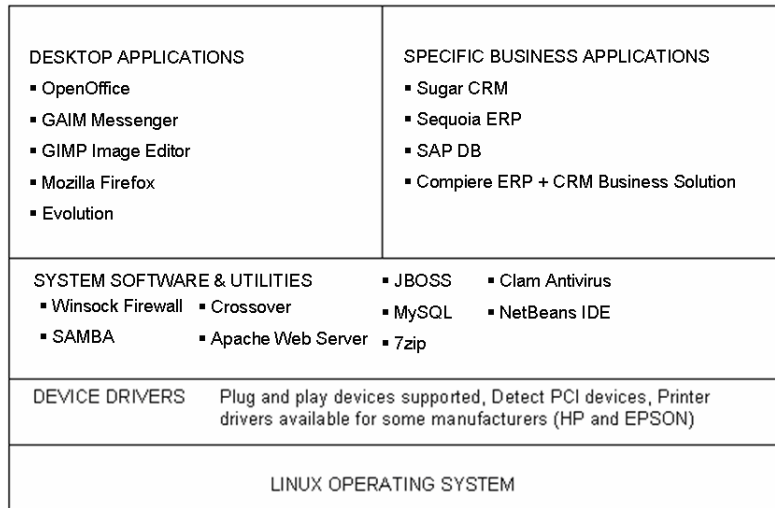 DESKTOP APPLICATIONS
▪ OpenOffice
▪ GAIM Messenger
▪ GIMP Image Editor
▪ Mozilla Firefox
▪ Evolution
SPECIFIC BUSINESS APPLICATIONS
▪ Sugar CRM
▪ Sequoia ERP
▪ SAP DB
▪ Compiere ERP + CRM Business Solution
SYSTEM SOFTWARE & UTILITIES
▪ Winsock Firewall
▪ SAMBA
▪ Crossover
▪ Apache Web Server
▪ JBOSS
▪ MySQL
▪ 7zip
▪ Clam Antivirus
▪ NetBeans IDE
DEVICE DRIVERS
Plug and play devices supported, Detect PCI devices, Printer
drivers available for some manufacturers (HP and EPSON)
LINUX OPERATING SYSTEM